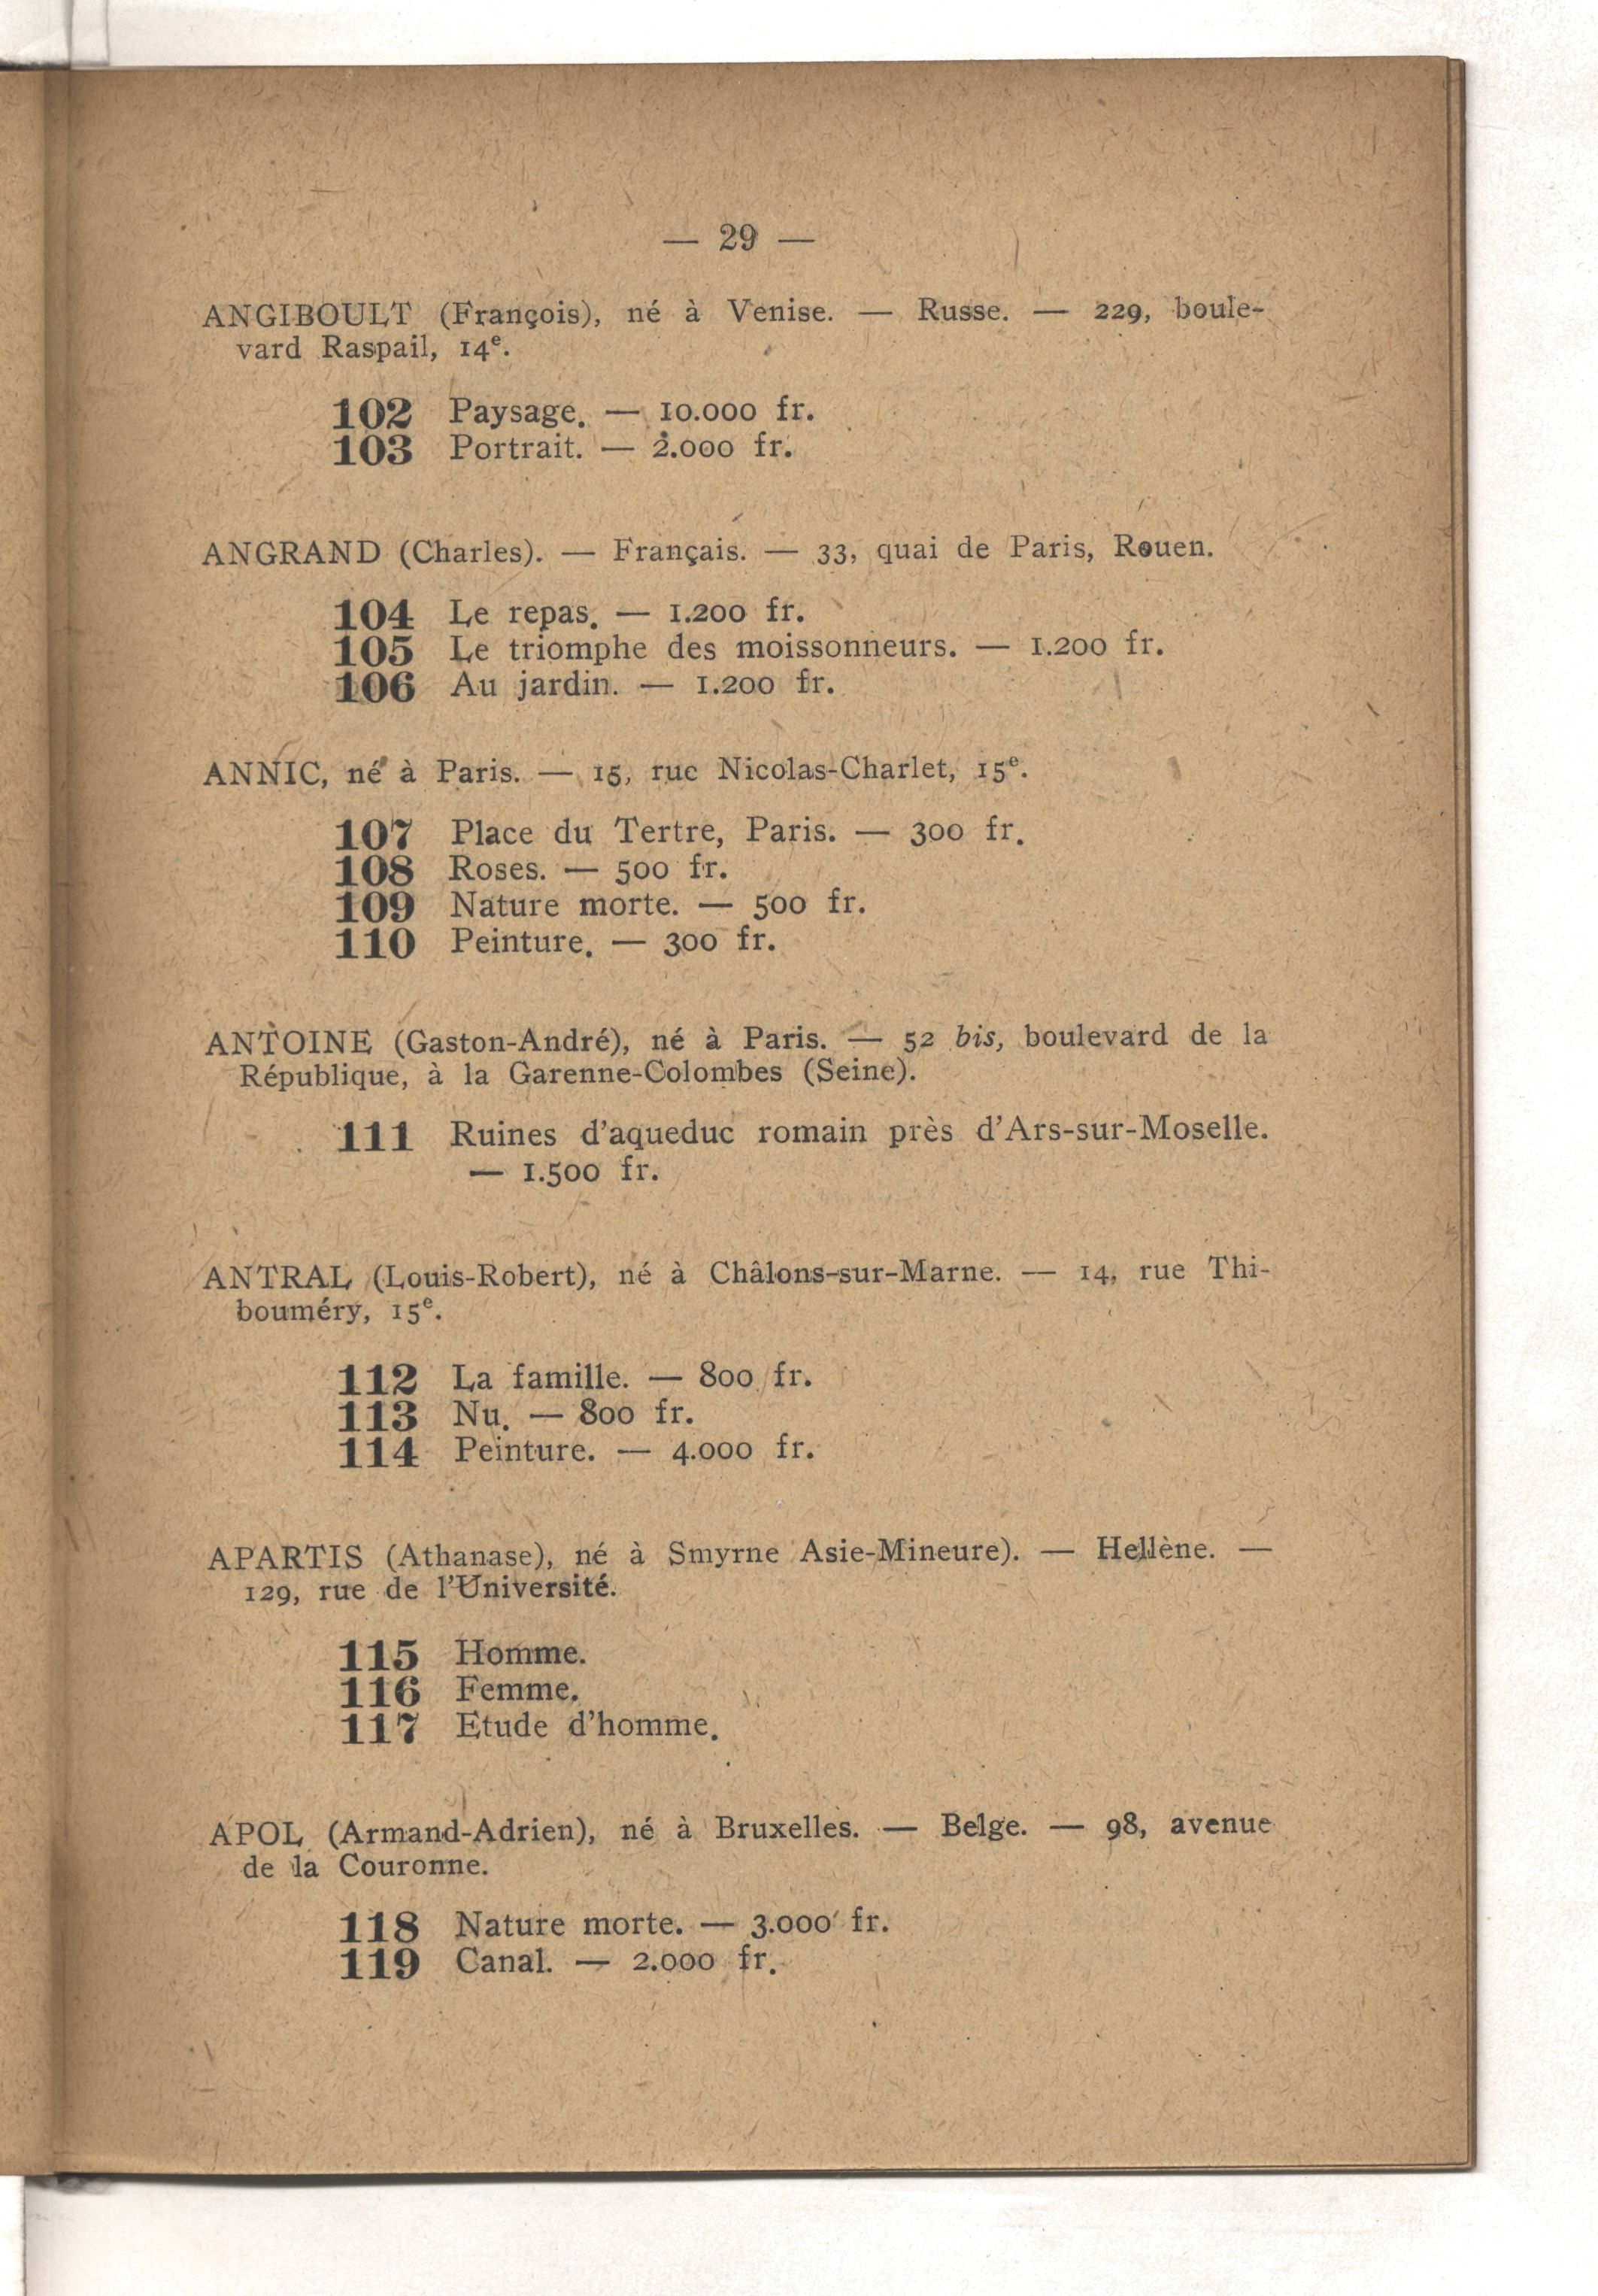 — 29 —
ANGIBOULT (François), né à Venise. — Russe. — 229, boule-
vard Raspail, 14e.
102 Paysage. — 10.000 fr.
103 Portrait. — 2.000 fr.
ANGRAND (Charles). — Français. — 33, quai de Paris, Rouen.
104 Le repas. — 1.200 fr.
105 Le triomphe des moissonneurs. — 1.200 fr.
106 Au jardin. — 1.200 fr.
ANNIC, né à Paris. — 15, rue Nicolas-Charlet, 15e.
107 Place du Tertre, Paris. — 300 fr.
108 Roses. — 500 fr.
109 Nature morte. — 500 fr.
110 Peinture. — 300 fr.
ANTOINE (Gaston-André), né à Paris. — 52 bis, boulevard de la
République, à la Garenne-Colombes (Seine).
111 Ruines d'aqueduc romain près d'Ars-sur-Moselle.
— 1.500 fr.
ANTRAL (Louis-Robert), né à Châlons-sur-Marne. — 14, rue Thi-
bouméry, 15e.
112 La famille. — 800 fr.
113 Nu. — 800 fr.
114 Peinture. — 4.000 fr.
APARTIS (Athanase), né à Smyrne Asie-Mineure). — Hellène. —
129, rue de l'Université.
115 Homme.
116 Femme.
117 Etude d'homme.
APOL (Armand-Adrien), né à Bruxelles. — Belge. — 98, avenue
de la Couronne.
118 Nature morte. — 3.000 fr.
119 Canal. — 2.000 fr.